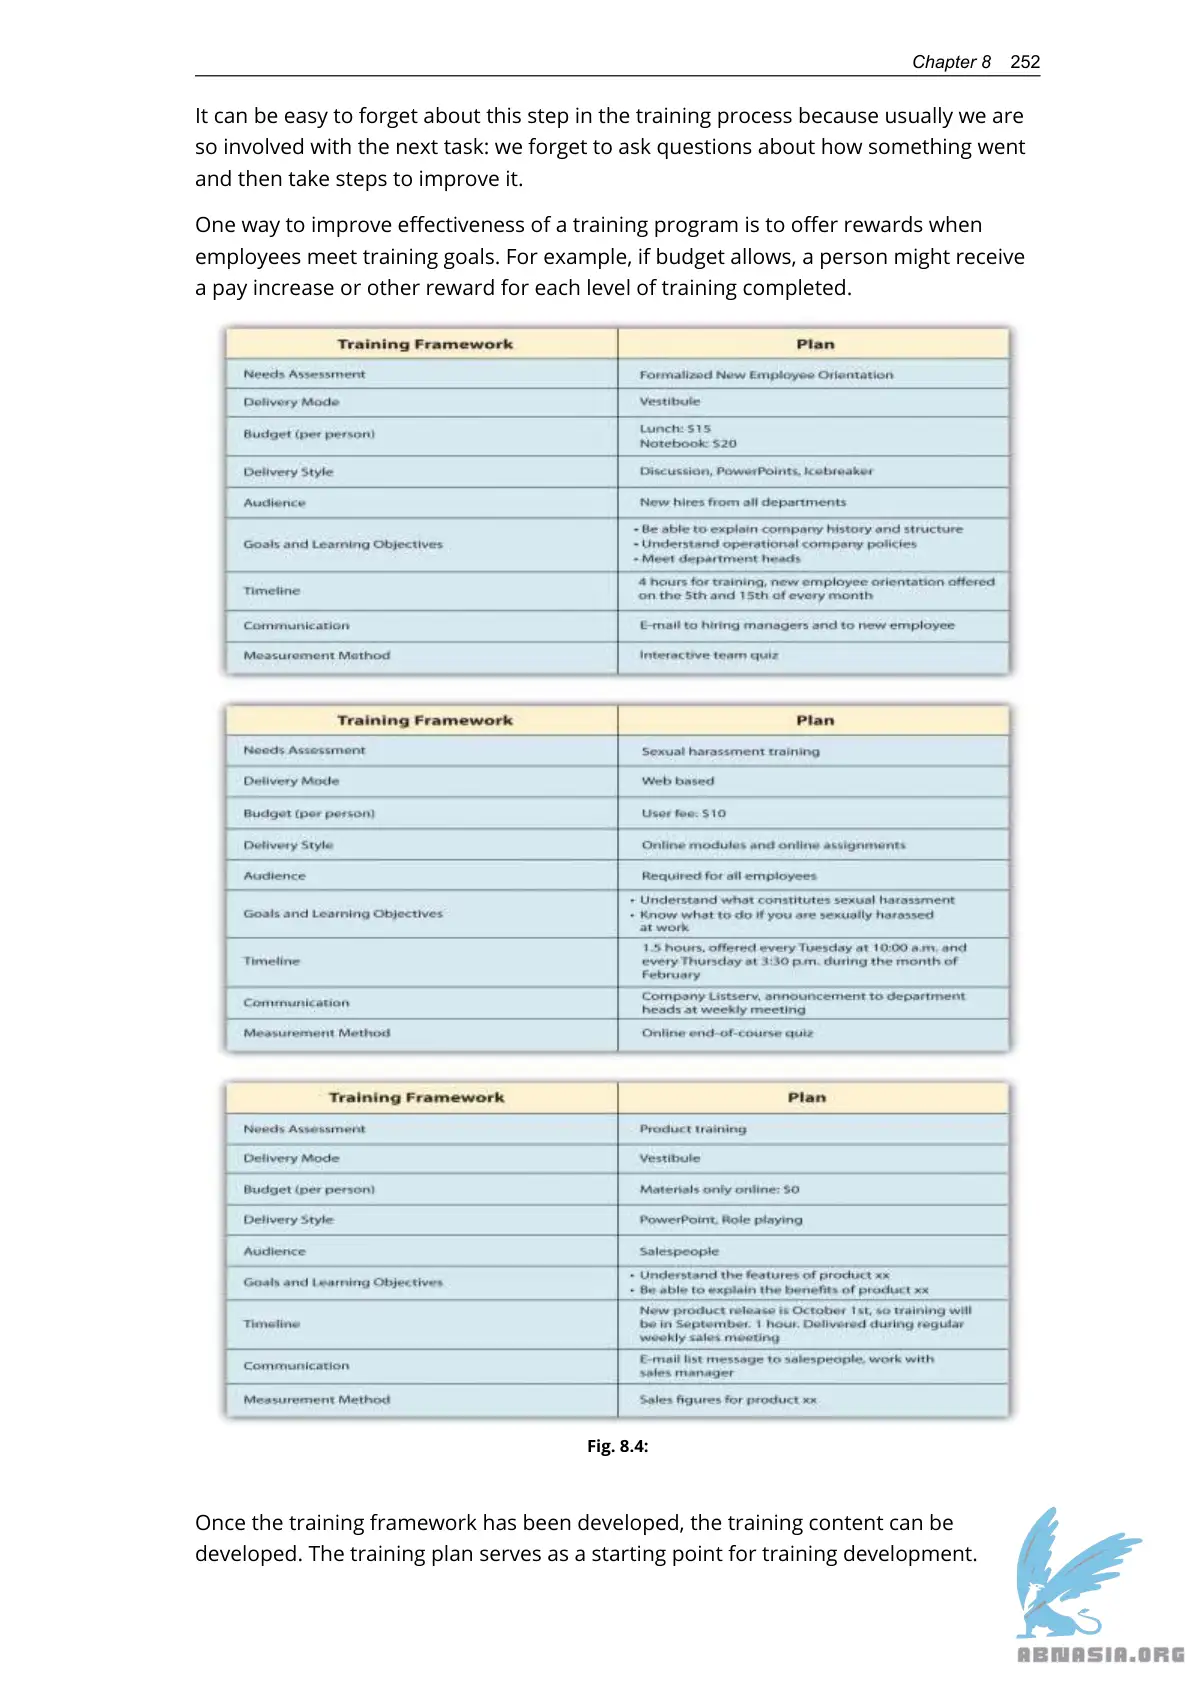 Chapter 8 252
It can be easy to forget about this step in the training process because usually we are
so involved with the next task: we forget to ask questions about how something went
and then take steps to improve it.
One way to improve effectiveness of a training program is to offer rewards when
employees meet training goals. For example, if budget allows, a person might receive
a pay increase or other reward for each level of training completed.
Training Framework Plan
Needs Assessment Formalized New Employee Orientation
Delivery Mode Vestibule
Budget (per person) Lunch: $15
Notebook: $20
Delivery Style Discussion, PowerPoints, Icebreaker
Audience New hires from all departments
Goals and Learning Objectives • Be able to explain company history and structure
• Understand operational company policies
• Meet department heads
Timeline 4 hours for training, new employee orientation offered
on the 5th and 15th of every month
Communication E-mail to hiring managers and to new employee
Measurement Method Interactive team quiz
Training Framework Plan
Needs Assessment Sexual harassment training
Delivery Mode Web based
Budget (per person) User fee: $10
Delivery Style Online modules and online assignments
Audience Required for all employees
Goals and Learning Objectives • Understand what constitutes sexual harassment
• Know what to do if you are sexually harassed
at work
Timeline 1.5 hours, offered every Tuesday at 10:00 a.m. and
every Thursday at 3:30 p.m. during the month of
February
Communication Company Listserv, announcement to department
heads at weekly meeting
Measurement Method Online end-of-course quiz
Training Framework Plan
Needs Assessment Product training
Delivery Mode Vestibule
Budget (per person) Materials only online: $0
Delivery Style PowerPoint, Role playing
Audience Salespeople
Goals and Learning Objectives • Understand the features of product xx
• Be able to explain the benefits of product xx
Timeline New product release is October 1st, so training will
be in September. 1 hour. Delivered during regular
weekly sales meeting
Communication E-mail list message to salespeople, work with
sales manager
Measurement Method Sales figures for product xx
Fig. 8.4:
Once the training framework has been developed, the training content can be
developed. The training plan serves as a starting point for training development.
ABNASIA.ORG